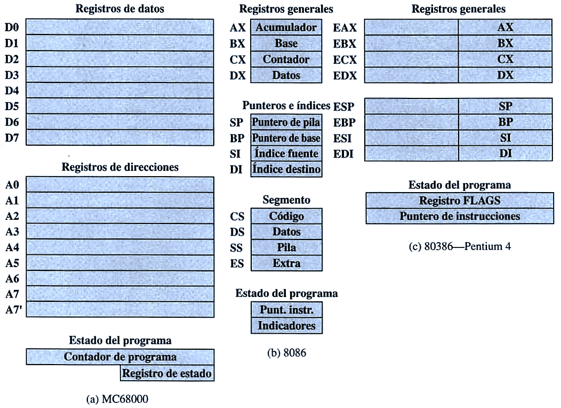 Registros de datos
D0
D1
D2
D3
D4
D5
D6
D7
Registros de direcciones
A0
A1
A2
A3
A4
A5
A6
A7
A7'
Estado del programa
Contador de programa
Registro de estado
(a) MC68000
Registros generales
AX Acumulador
BX Base
CX Contador
DX Datos
Punteros e índices
SP Puntero de pila
BP Puntero de base
SI Índice fuente
DI Índice destino
Segmento
CS Código
DS Datos
SS Pila
ES Extra
Estado del programa
Punt. instr.
Indicadores
(b) 8086
Registros generales
EAX AX
EBX BX
ECX CX
EDX DX
ESP SP
EBP BP
ESI SI
EDI DI
Estado del programa
Registro FLAGS
Puntero de instrucciones
(c) 80386—Pentium 4